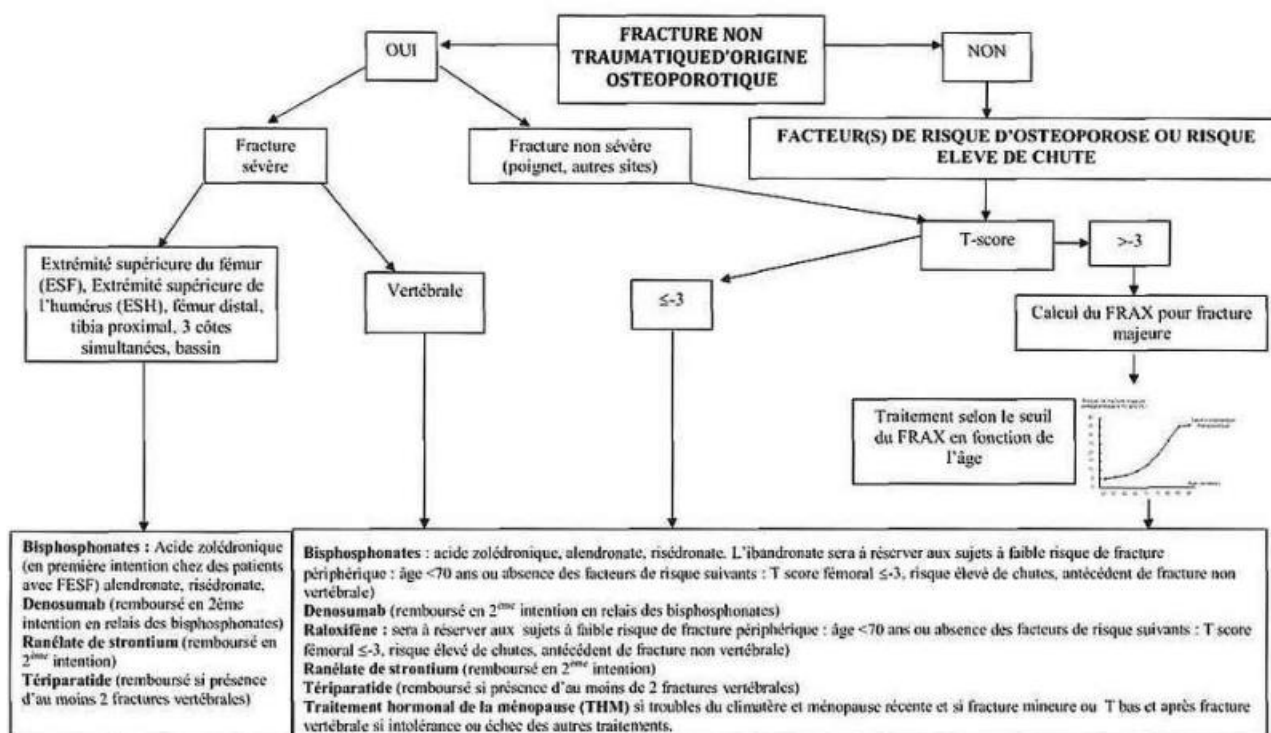 FRACTURE NON
TRAUMATIQUED'ORIGINE
OSTEOPOROTIQUE
OUI
NON
Fracture
sévère
Fracture non sévère
(poignet, autres sites)
FACTEUR(S) DE RISQUE D'OSTEOPOROSE OU RISQUE
ELEVE DE CHUTE
T-score
>-3
Extrémité supérieure du fémur
(ESF), Extrémité supérieure de
l'humérus (ESH), fémur distal,
tibia proximal, 3 côtes
simultanées, bassin
Vertébrale
≤-3
Calcul du FRAX pour fracture
majeure
Traitement selon le seuil
du FRAX en fonction de
l'âge
Bisphosphonates : Acide zolédronique
(en première intention chez des patients
avec FESF) alendronate, risédronate,
Denosumab (remboursé en 2ème
intention en relais des bisphosphonates)
Ranélate de strontium (remboursé en
2ème intention)
Tériparatide (remboursé si présence
d'au moins 2 fractures vertébrales)
Bisphosphonates : acide zolédronique, alendronate, risédronate. L'ibandronate sera à réserver aux sujets à faible risque de fracture
périphérique : âge <70 ans ou absence des facteurs de risque suivants : T score fémoral ≤-3, risque élevé de chutes, antécédent de fracture non
vertébrale)
Denosumab (remboursé en 2ème intention en relais des bisphosphonates)
Raloxifène : sera à réserver aux sujets à faible risque de fracture périphérique : âge <70 ans ou absence des facteurs de risque suivants : T score
fémoral ≤-3, risque élevé de chutes, antécédent de fracture non vertébrale)
Ranélate de strontium (remboursé en 2ème intention)
Tériparatide (remboursé si présence d'au moins de 2 fractures vertébrales)
Traitement hormonal de la ménopause (THM) si troubles du climatère et ménopause récente et si fracture mineure ou T bas et après fracture
vertébrale si intolérance ou échec des autres traitements.